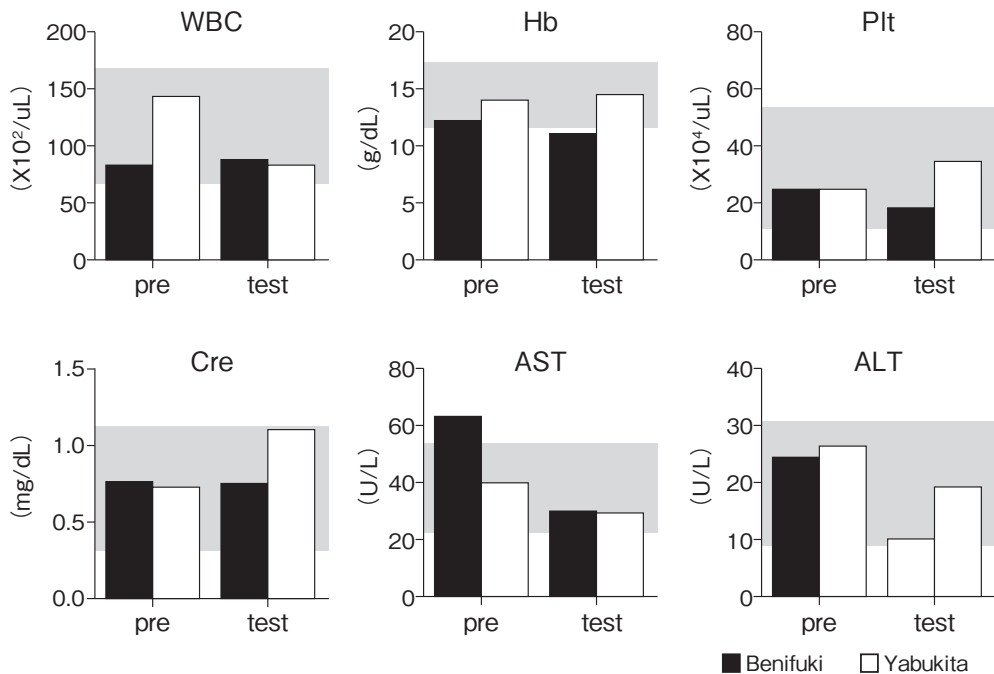 WBC
200
150
100
50
0
(X10²/uL)
pre
test
Hb
20
15
10
5
0
(g/dL)
pre
test
Plt
80
60
40
20
0
(X10⁴/uL)
pre
test
Cre
1.5
1.0
0.5
0.0
(mg/dL)
pre
test
AST
80
60
40
20
0
(U/L)
pre
test
ALT
40
30
20
10
0
(U/L)
pre
test
Benifuki
Yabukita